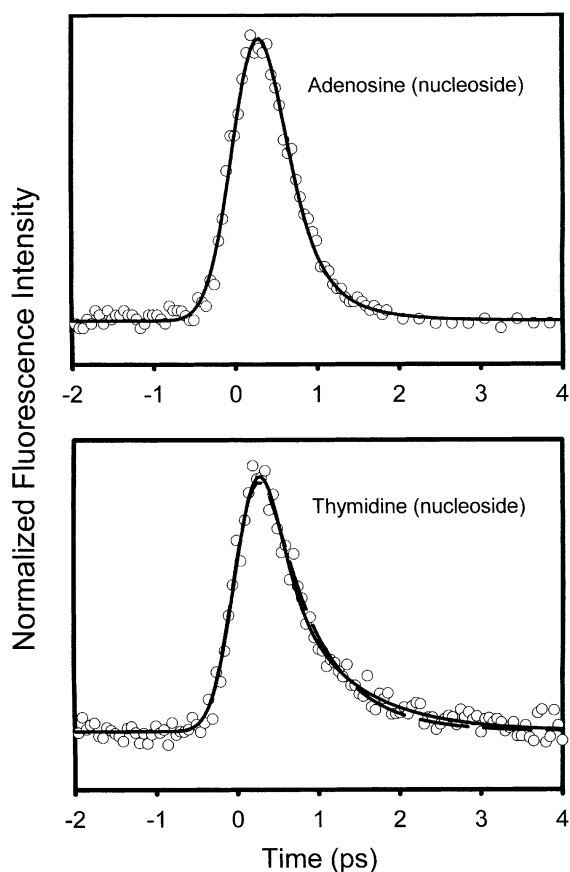 Normalized Fluorescence Intensity
Adenosine (nucleoside)
-2 -1 0 1 2 3 4
Thymidine (nucleoside)
-2 -1 0 1 2 3 4
Time (ps)